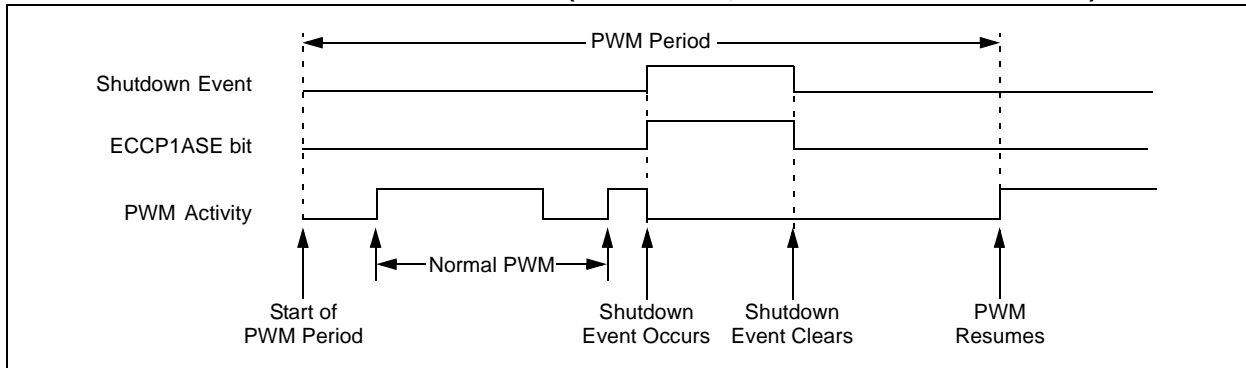 PWM Period
Shutdown Event
ECCP1ASE bit
PWM Activity
Normal PWM
Start of
PWM Period
Shutdown
Event Occurs
Shutdown
Event Clears
PWM
Resumes